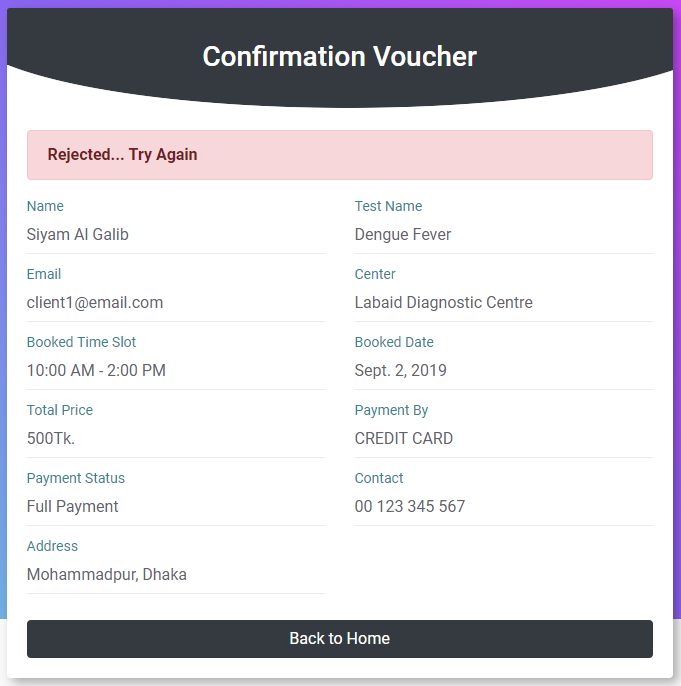 Confirmation Voucher
Rejected... Try Again
Name
Siyam Al Galib
Test Name
Dengue Fever
Email
client1@email.com
Center
Labaid Diagnostic Centre
Booked Time Slot
10:00 AM - 2:00 PM
Booked Date
Sept. 2, 2019
Total Price
500Tk.
Payment By
CREDIT CARD
Payment Status
Full Payment
Contact
00 123 345 567
Address
Mohammadpur, Dhaka
Back to Home